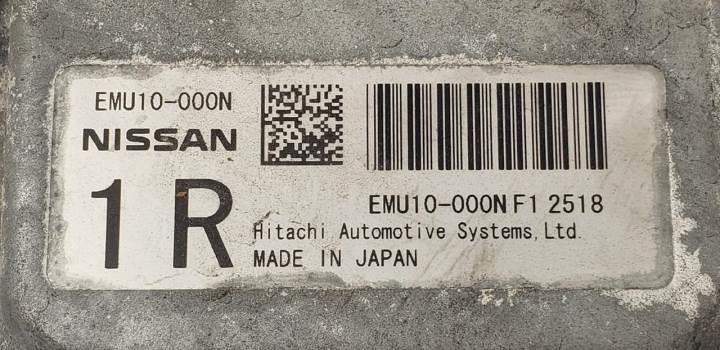 EMU10-000N
NISSAN
1 R
EMU10-000N F1 2518
Hitachi Automotive Systems, Ltd.
MADE IN JAPAN